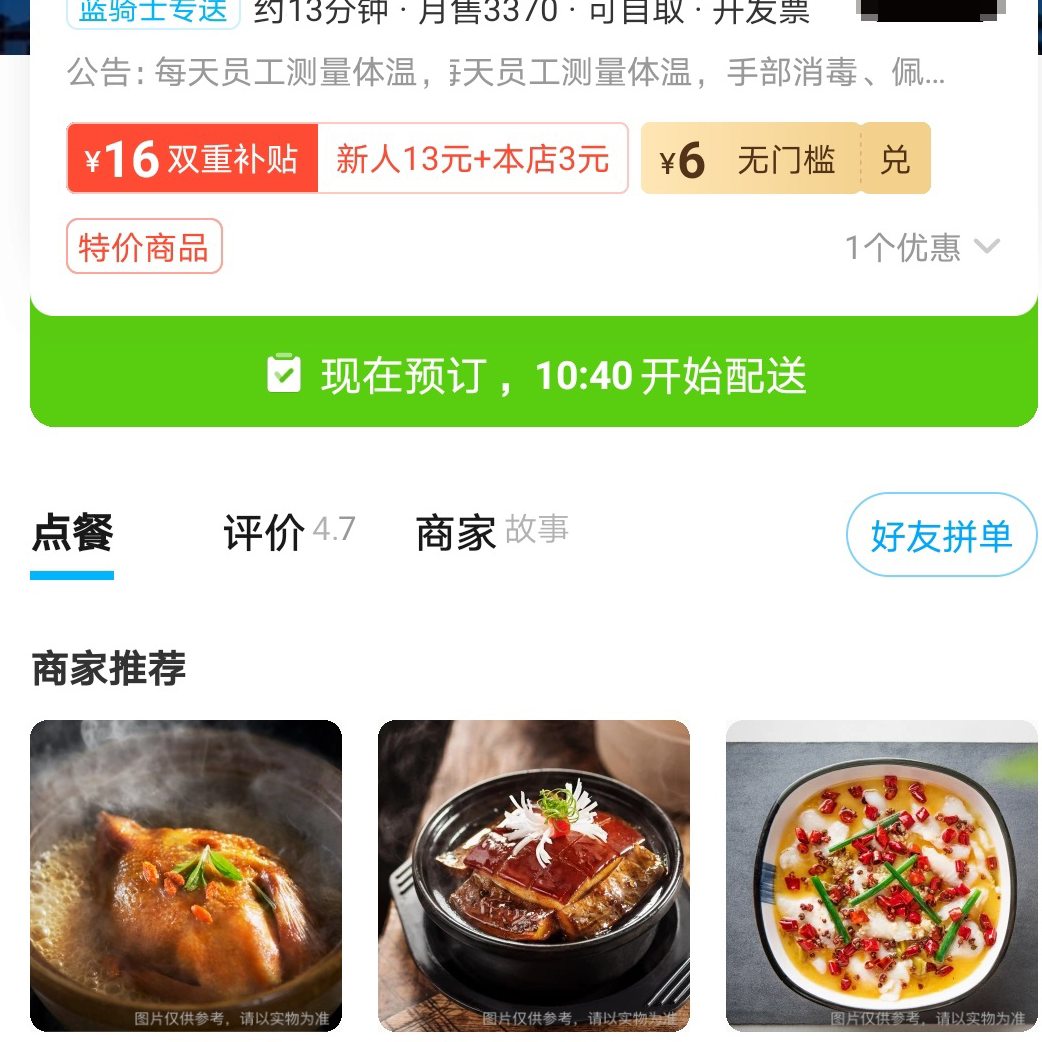 蓝骑士专送 约13分钟 · 月售3370 · 可自取 · 开发票
公告: 每天员工测量体温，天员工测量体温，手部消毒、佩...
¥16 双重补贴 新人13元+本店3元 ¥6 无门槛 兑
特价商品 1个优惠
现在预订，10:40 开始配送
点餐 评价 4.7 商家 故事 好友拼单
商家推荐
图片仅供参考，请以实物为准 图片仅供参考，请以实物为准 图片仅供参考，请以实物为准